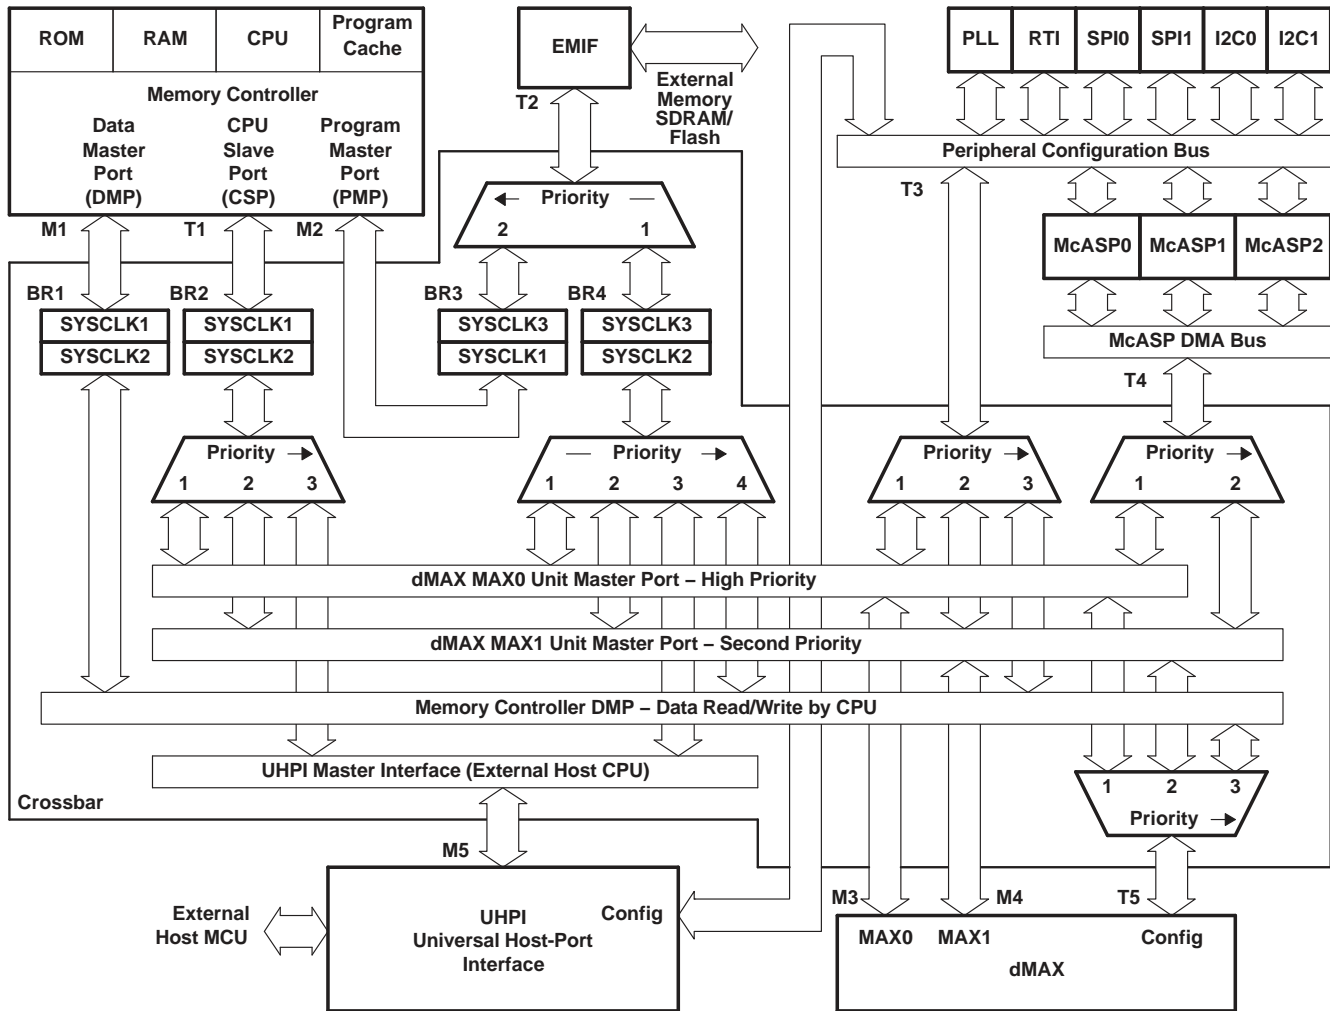 ROM
RAM
CPU
Program
Cache
Memory Controller
Data
Master
Port
(DMP)
CPU
Slave
Port
(CSP)
Program
Master
Port
(PMP)
M1
T1
M2
EMIF
T2
External
Memory
SDRAM/
Flash
PLL
RTI
SPI0
SPI1
I2C0
I2C1
Peripheral Configuration Bus
T3
McASP0
McASP1
McASP2
McASP DMA Bus
T4
Priority
2
1
BR1
BR2
BR3
BR4
SYSCLK1
SYSCLK2
SYSCLK1
SYSCLK2
SYSCLK3
SYSCLK1
SYSCLK3
SYSCLK2
Priority
1
2
3
Priority
1
2
3
4
Priority
1
2
3
Priority
1
2
dMAX MAX0 Unit Master Port – High Priority
dMAX MAX1 Unit Master Port – Second Priority
Memory Controller DMP – Data Read/Write by CPU
UHPI Master Interface (External Host CPU)
1
2
3
Priority
Crossbar
M5
M3
M4
T5
External
Host MCU
UHPI
Universal Host-Port
Interface
Config
MAX0
MAX1
Config
dMAX